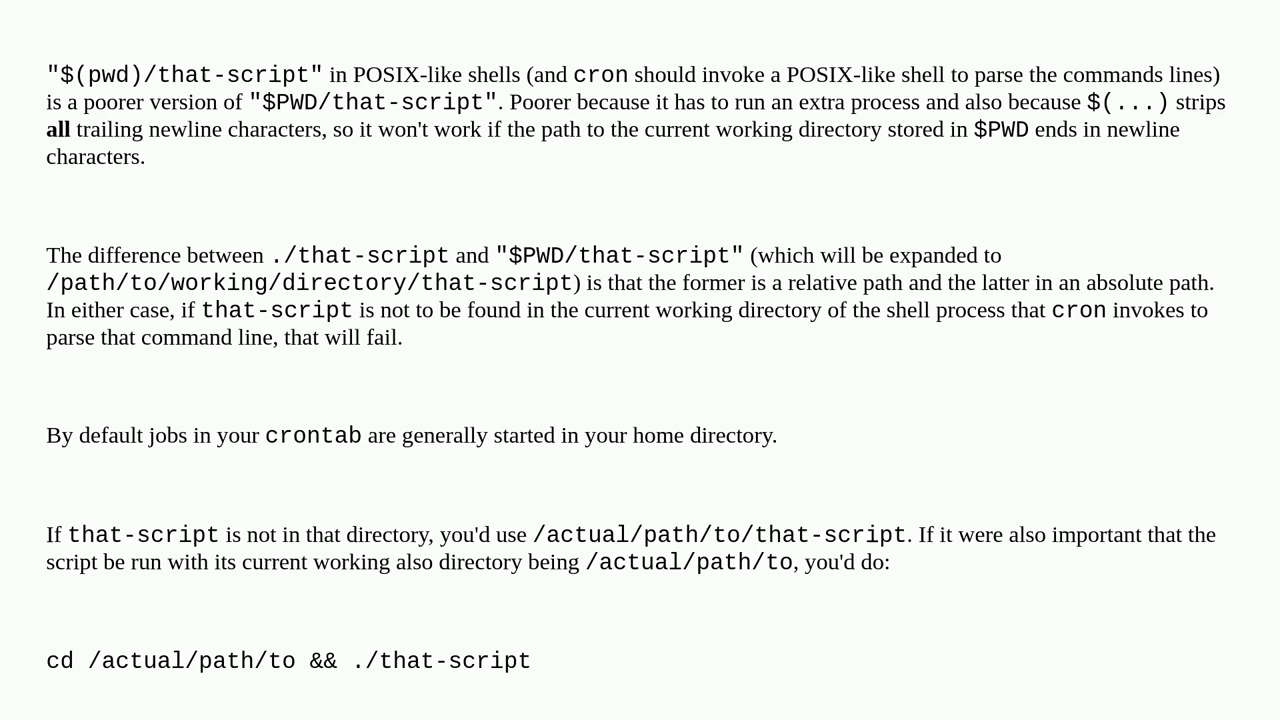 "$(pwd)/that-script" in POSIX-like shells (and cron should invoke a POSIX-like shell to parse the commands lines)
is a poorer version of "$PWD/that-script". Poorer because it has to run an extra process and also because $(...) strips
all trailing newline characters, so it won't work if the path to the current working directory stored in $PWD ends in newline
characters.
The difference between ./that-script and "$PWD/that-script" (which will be expanded to
/path/to/working/directory/that-script) is that the former is a relative path and the latter in an absolute path.
In either case, if that-script is not to be found in the current working directory of the shell process that cron invokes to
parse that command line, that will fail.
By default jobs in your crontab are generally started in your home directory.
If that-script is not in that directory, you'd use /actual/path/to/that-script. If it were also important that the
script be run with its current working also directory being /actual/path/to, you'd do:
cd /actual/path/to && ./that-script